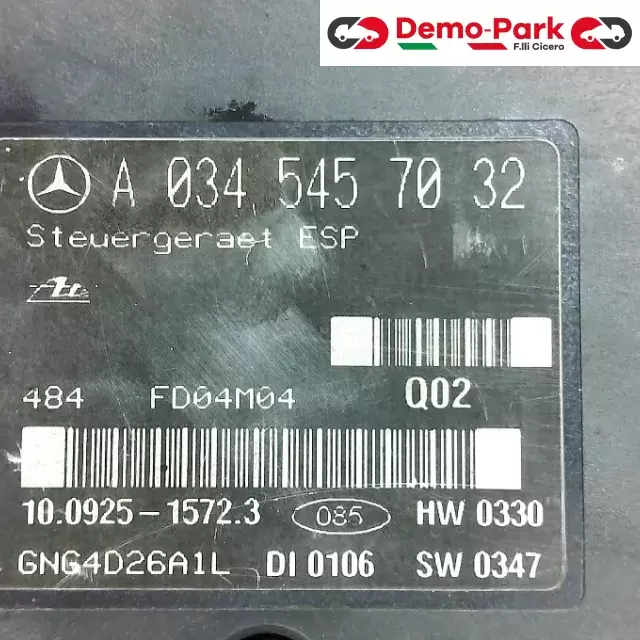 Demo-Park
F.lli Cicero
A 034 545 70 32
Steuergeraet ESP
ATE
484 FD04M04 Q02
10.0925-1572.3 085 HW 0330
GNG4D26A1L DI 0106 SW 0347